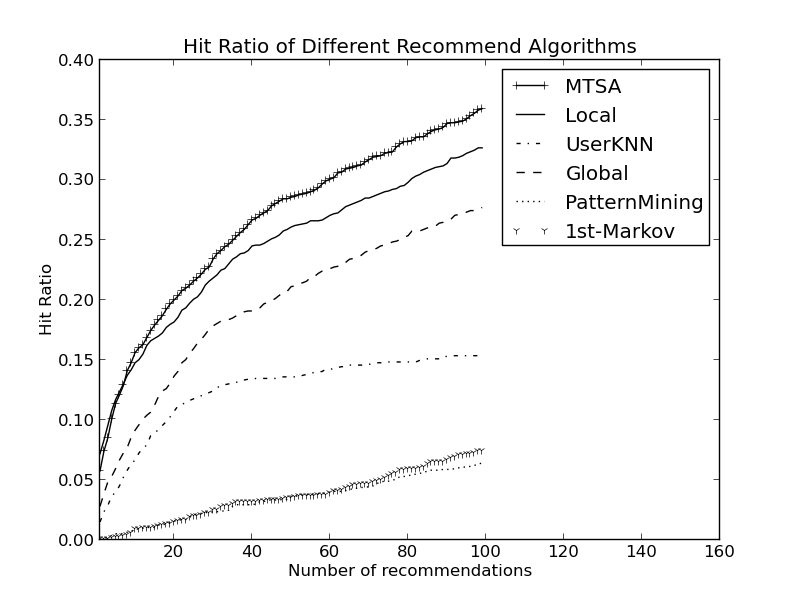 Hit Ratio of Different Recommend Algorithms
0.40
0.35
0.30
0.25
0.20
0.15
0.10
0.05
0.00
Hit Ratio
MTSA
Local
UserKNN
Global
PatternMining
1st-Markov
20 40 60 80 100 120 140 160
Number of recommendations